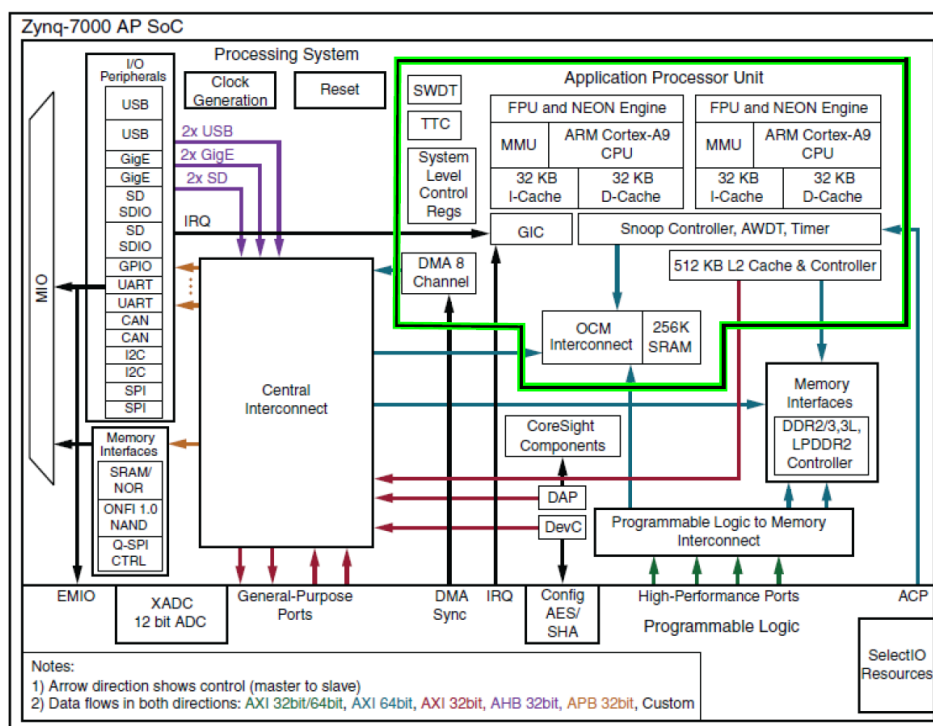 Zynq-7000 AP SoC
Processing System
I/O
Peripherals
USB
USB
GigE
GigE
SD
SDIO
SD
SDIO
GPIO
UART
UART
CAN
CAN
I2C
I2C
SPI
SPI
MIO
Clock
Generation
Reset
2x USB
2x GigE
2x SD
IRQ
Application Processor Unit
SWDT
TTC
System
Level
Control
Regs
FPU and NEON Engine
MMU
ARM Cortex-A9
CPU
32 KB
I-Cache
32 KB
D-Cache
FPU and NEON Engine
MMU
ARM Cortex-A9
CPU
32 KB
I-Cache
32 KB
D-Cache
GIC
Snoop Controller, AWDT, Timer
DMA 8
Channel
512 KB L2 Cache & Controller
OCM
Interconnect
256K
SRAM
Central
Interconnect
Memory
Interfaces
DDR2/3,3L,
LPDDR2
Controller
CoreSight
Components
DAP
DevC
Programmable Logic to Memory
Interconnect
Memory
Interfaces
SRAM/
NOR
ONFI 1.0
NAND
Q-SPI
CTRL
EMIO
XADC
12 bit ADC
General-Purpose
Ports
DMA
Sync
IRQ
Config
AES/
SHA
High-Performance Ports
ACP
Programmable Logic
SelectIO
Resources
Notes:
1) Arrow direction shows control (master to slave)
2) Data flows in both directions: AXI 32bit/64bit, AXI 64bit, AXI 32bit, AHB 32bit, APB 32bit, Custom